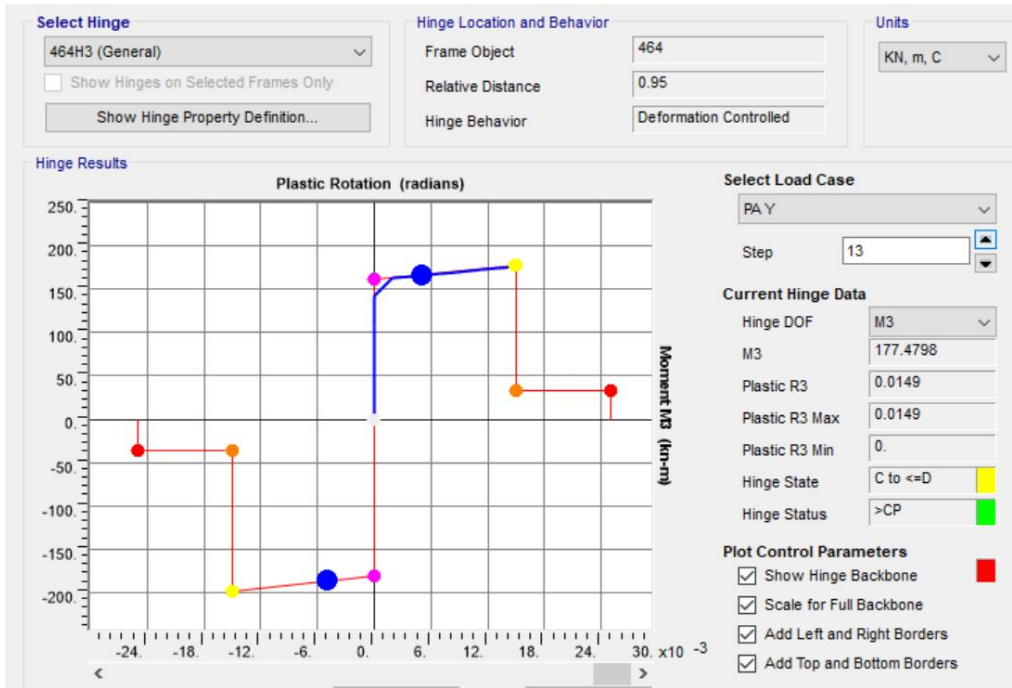 Select Hinge
464H3 (General)
Show Hinges on Selected Frames Only
Show Hinge Property Definition...
Hinge Location and Behavior
Frame Object 464
Relative Distance 0.95
Hinge Behavior Deformation Controlled
Units
KN, m, C
Hinge Results
Plastic Rotation (radians)
250.
200.
150.
100.
50.
0.
-50.
-100.
-150.
-200.
Moment M3 (kn-m)
-24. -18. -12. -6. 0. 6. 12. 18. 24. 30. x10 -3
Select Load Case
PA Y
Step 13
Current Hinge Data
Hinge DOF M3
M3 177.4798
Plastic R3 0.0149
Plastic R3 Max 0.0149
Plastic R3 Min 0.
Hinge State C to <=D
Hinge Status >CP
Plot Control Parameters
Show Hinge Backbone
Scale for Full Backbone
Add Left and Right Borders
Add Top and Bottom Borders